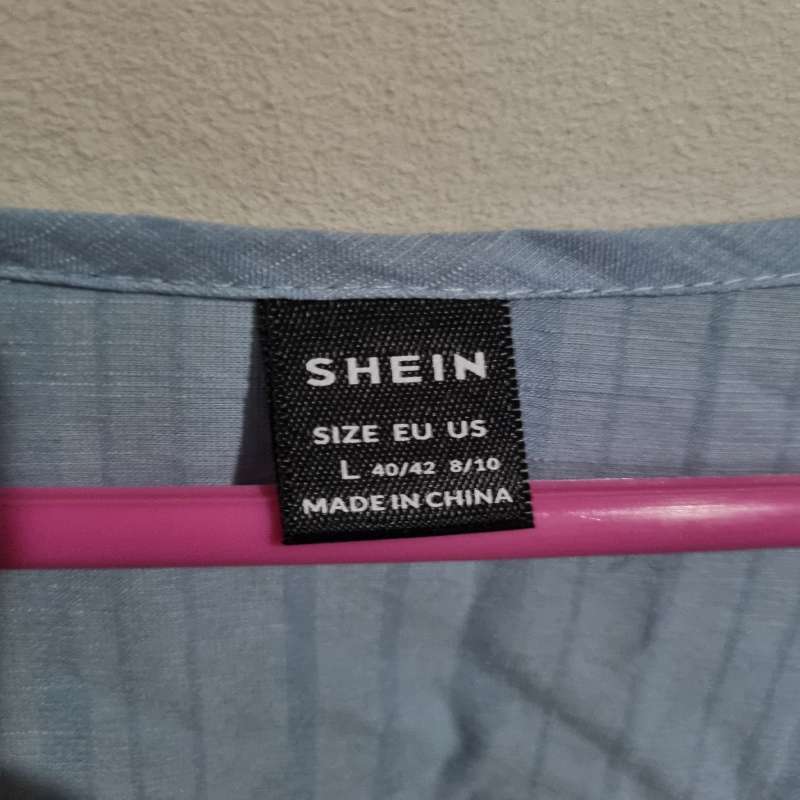 SHEIN
SIZE EU US
L 40/42 8/10
MADE IN CHINA